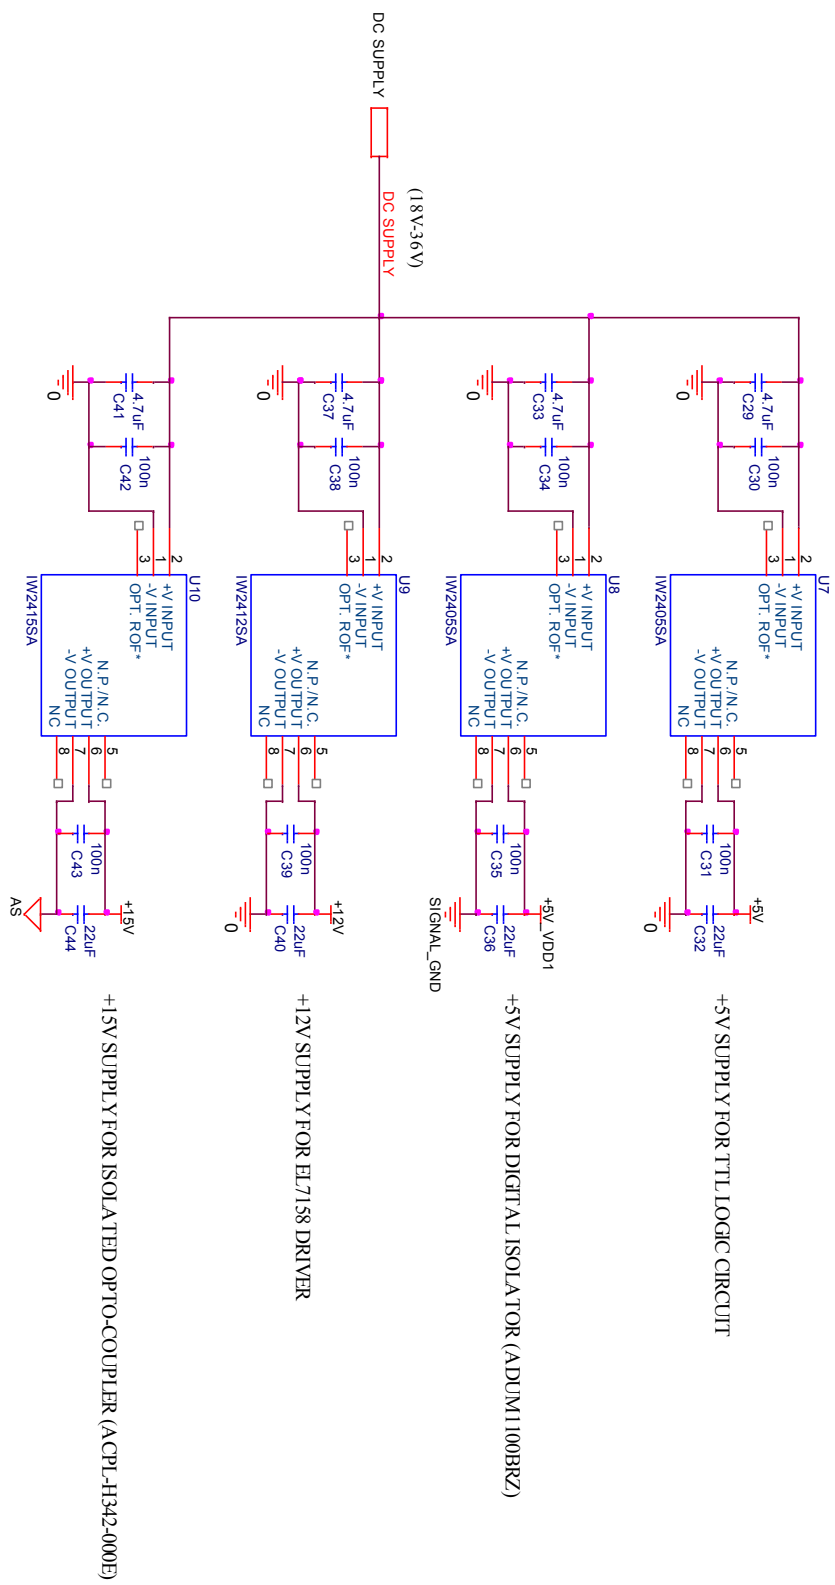 DC SUPPLY
(18V-36V)
DC SUPPLY
C29
4.7uF
C30
100n
0
2
1
3
U7
+V INPUT
-V INPUT
OPT. ROF*
N.P./N.C.
+V OUTPUT
-V OUTPUT
NC
IW2405SA
5
6
7
8
C31
100n
C32
22uF
+5V
0
+5V SUPPLY FOR TTL LOGIC CIRCUIT
C33
4.7uF
C34
100n
0
2
1
3
U8
+V INPUT
-V INPUT
OPT. ROF*
N.P./N.C.
+V OUTPUT
-V OUTPUT
NC
IW2405SA
5
6
7
8
C35
100n
C36
22uF
+5V_VDD1
SIGNAL_GND
+5V SUPPLY FOR DIGITAL ISOLATOR (ADUM1100BRZ)
C37
4.7uF
C38
100n
0
2
1
3
U9
+V INPUT
-V INPUT
OPT. ROF*
N.P./N.C.
+V OUTPUT
-V OUTPUT
NC
IW2412SA
5
6
7
8
C39
100n
C40
22uF
+12V
0
+12V SUPPLY FOR EL7158 DRIVER
C41
4.7uF
C42
100n
0
2
1
3
U10
+V INPUT
-V INPUT
OPT. ROF*
N.P./N.C.
+V OUTPUT
-V OUTPUT
NC
IW2415SA
5
6
7
8
C43
100n
C44
22uF
+15V
AS
+15V SUPPLY FOR ISOLATED OPTO-COUPLER (ACPL-H342-000E)